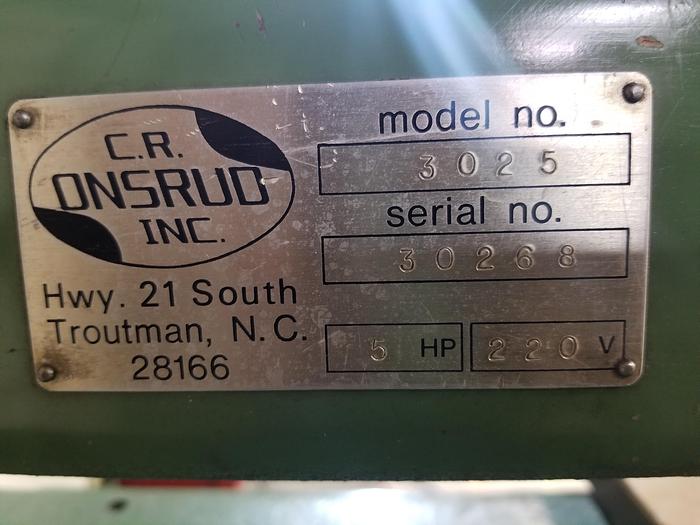 C.R.
ONSRUD
INC.
Hwy. 21 South
Troutman, N.C.
28166
model no.
3025
serial no.
30268
5 HP 220 V